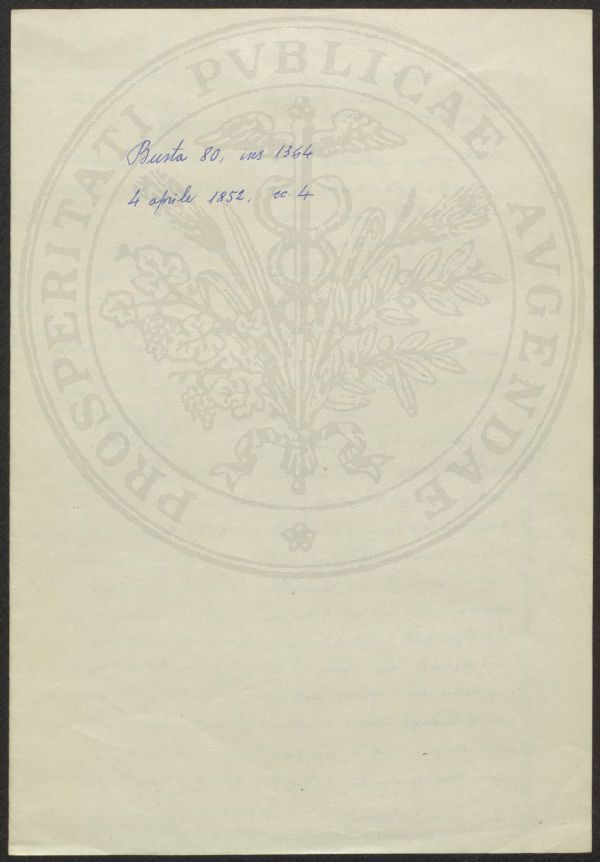 Busta 80, ins 1364
4 aprile 1852, cc 4
PROSPERITATI PVBLICAE AVGENDAE